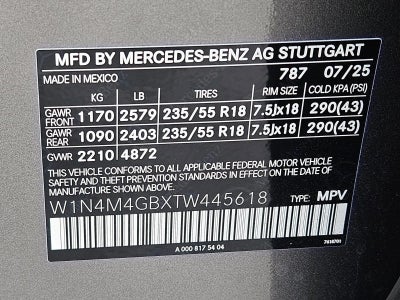 MFD BY MERCEDES-BENZ AG STUTTGART
MADE IN MEXICO 787 07/25
KG LB TIRES RIM SIZE COLD KPA (PSI)
GAWR FRONT 1170 2579 235/55 R18 7.5Jx18 290(43)
GAWR REAR 1090 2403 235/55 R18 7.5Jx18 290(43)
GVWR 2210 4872
THIS VEHICLE CONFORMS TO ALL APPLICABLE FEDERAL MOTOR VEHICLE
SAFETY, BUMPER, AND THEFT PREVENTION STANDARDS IN EFFECT ON THE DATE OF
MANUFACTURE SHOWN ABOVE.
W1N4M4GBXTW445618 TYPE: MPV
A 000 817 54 04